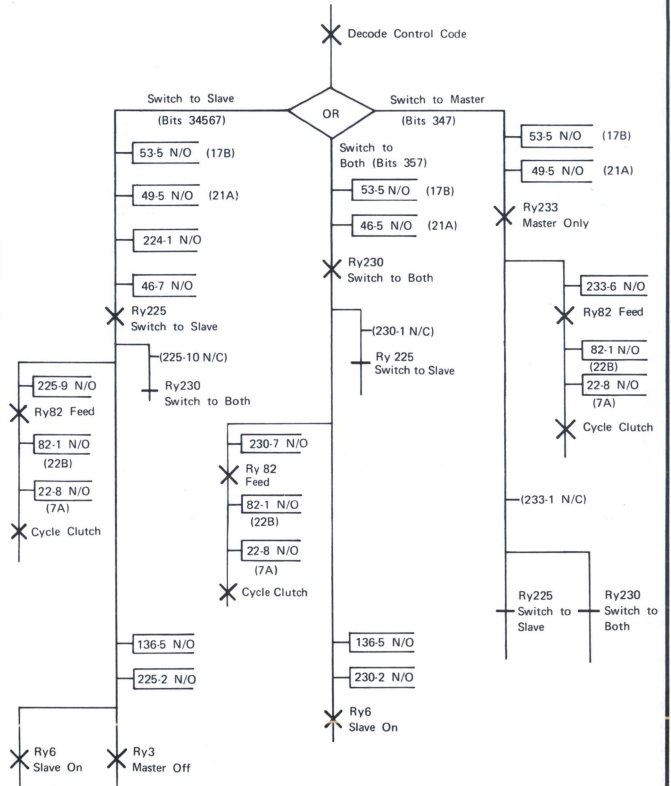 Decode Control Code
OR
Switch to Slave
(Bits 34567)
53-5 N/O (17B)
49-5 N/O (21A)
224-1 N/O
46-7 N/O
Ry225
Switch to Slave
(225-10 N/C)
Ry230
Switch to Both
225-9 N/O
Ry82 Feed
82-1 N/O
(22B)
22-8 N/O
(7A)
Cycle Clutch
136-5 N/O
225-2 N/O
Ry6
Slave On
Ry3
Master Off
Switch to
Both (Bits 357)
53-5 N/O (17B)
46-5 N/O (21A)
Ry230
Switch to Both
(230-1 N/C)
Ry 225
Switch to Slave
230-7 N/O
Ry 82
Feed
82-1 N/O
(22B)
22-8 N/O
(7A)
Cycle Clutch
136-5 N/O
230-2 N/O
Ry6
Slave On
Switch to Master
(Bits 347)
53-5 N/O (17B)
49-5 N/O (21A)
Ry233
Master Only
233-6 N/O
Ry82 Feed
82-1 N/O
(22B)
22-8 N/O
(7A)
Cycle Clutch
(233-1 N/C)
Ry225
Switch to
Slave
Ry230
Switch to
Both